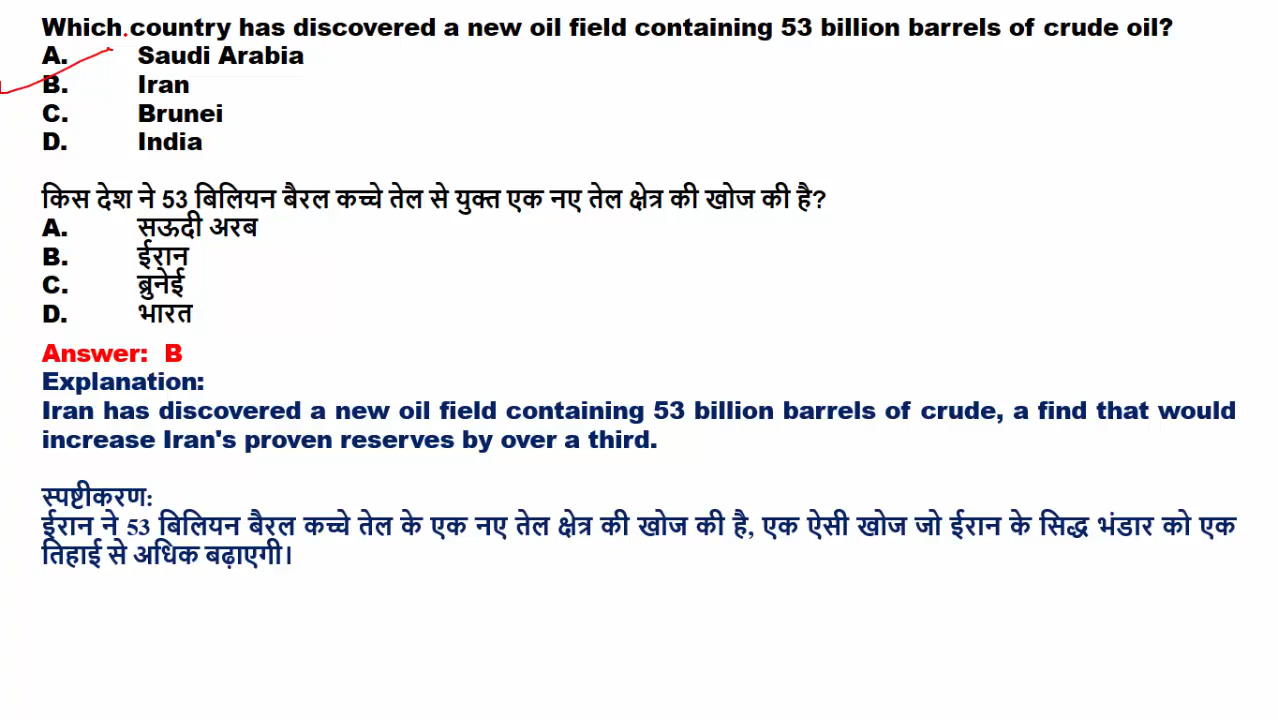 Which country has discovered a new oil field containing 53 billion barrels of crude oil?
A. Saudi Arabia
B. Iran
C. Brunei
D. India
किस देश ने 53 बिलियन बैरल कच्चे तेल से युक्त एक नए तेल क्षेत्र की खोज की है?
A. सऊदी अरब
B. ईरान
C. ब्रुनेई
D. भारत
Answer: B
Explanation:
Iran has discovered a new oil field containing 53 billion barrels of crude, a find that would
increase Iran's proven reserves by over a third.
स्पष्टीकरण:
ईरान ने 53 बिलियन बैरल कच्चे तेल के एक नए तेल क्षेत्र की खोज की है, एक ऐसी खोज जो ईरान के सिद्ध भंडार को एक
तिहाई से अधिक बढ़ाएगी।